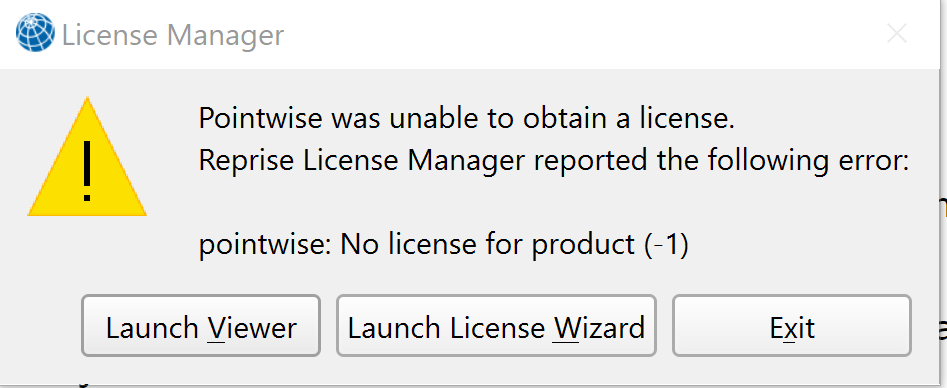 License Manager
Pointwise was unable to obtain a license.
Reprise License Manager reported the following error:
pointwise: No license for product (-1)
Launch Viewer
Launch License Wizard
Exit